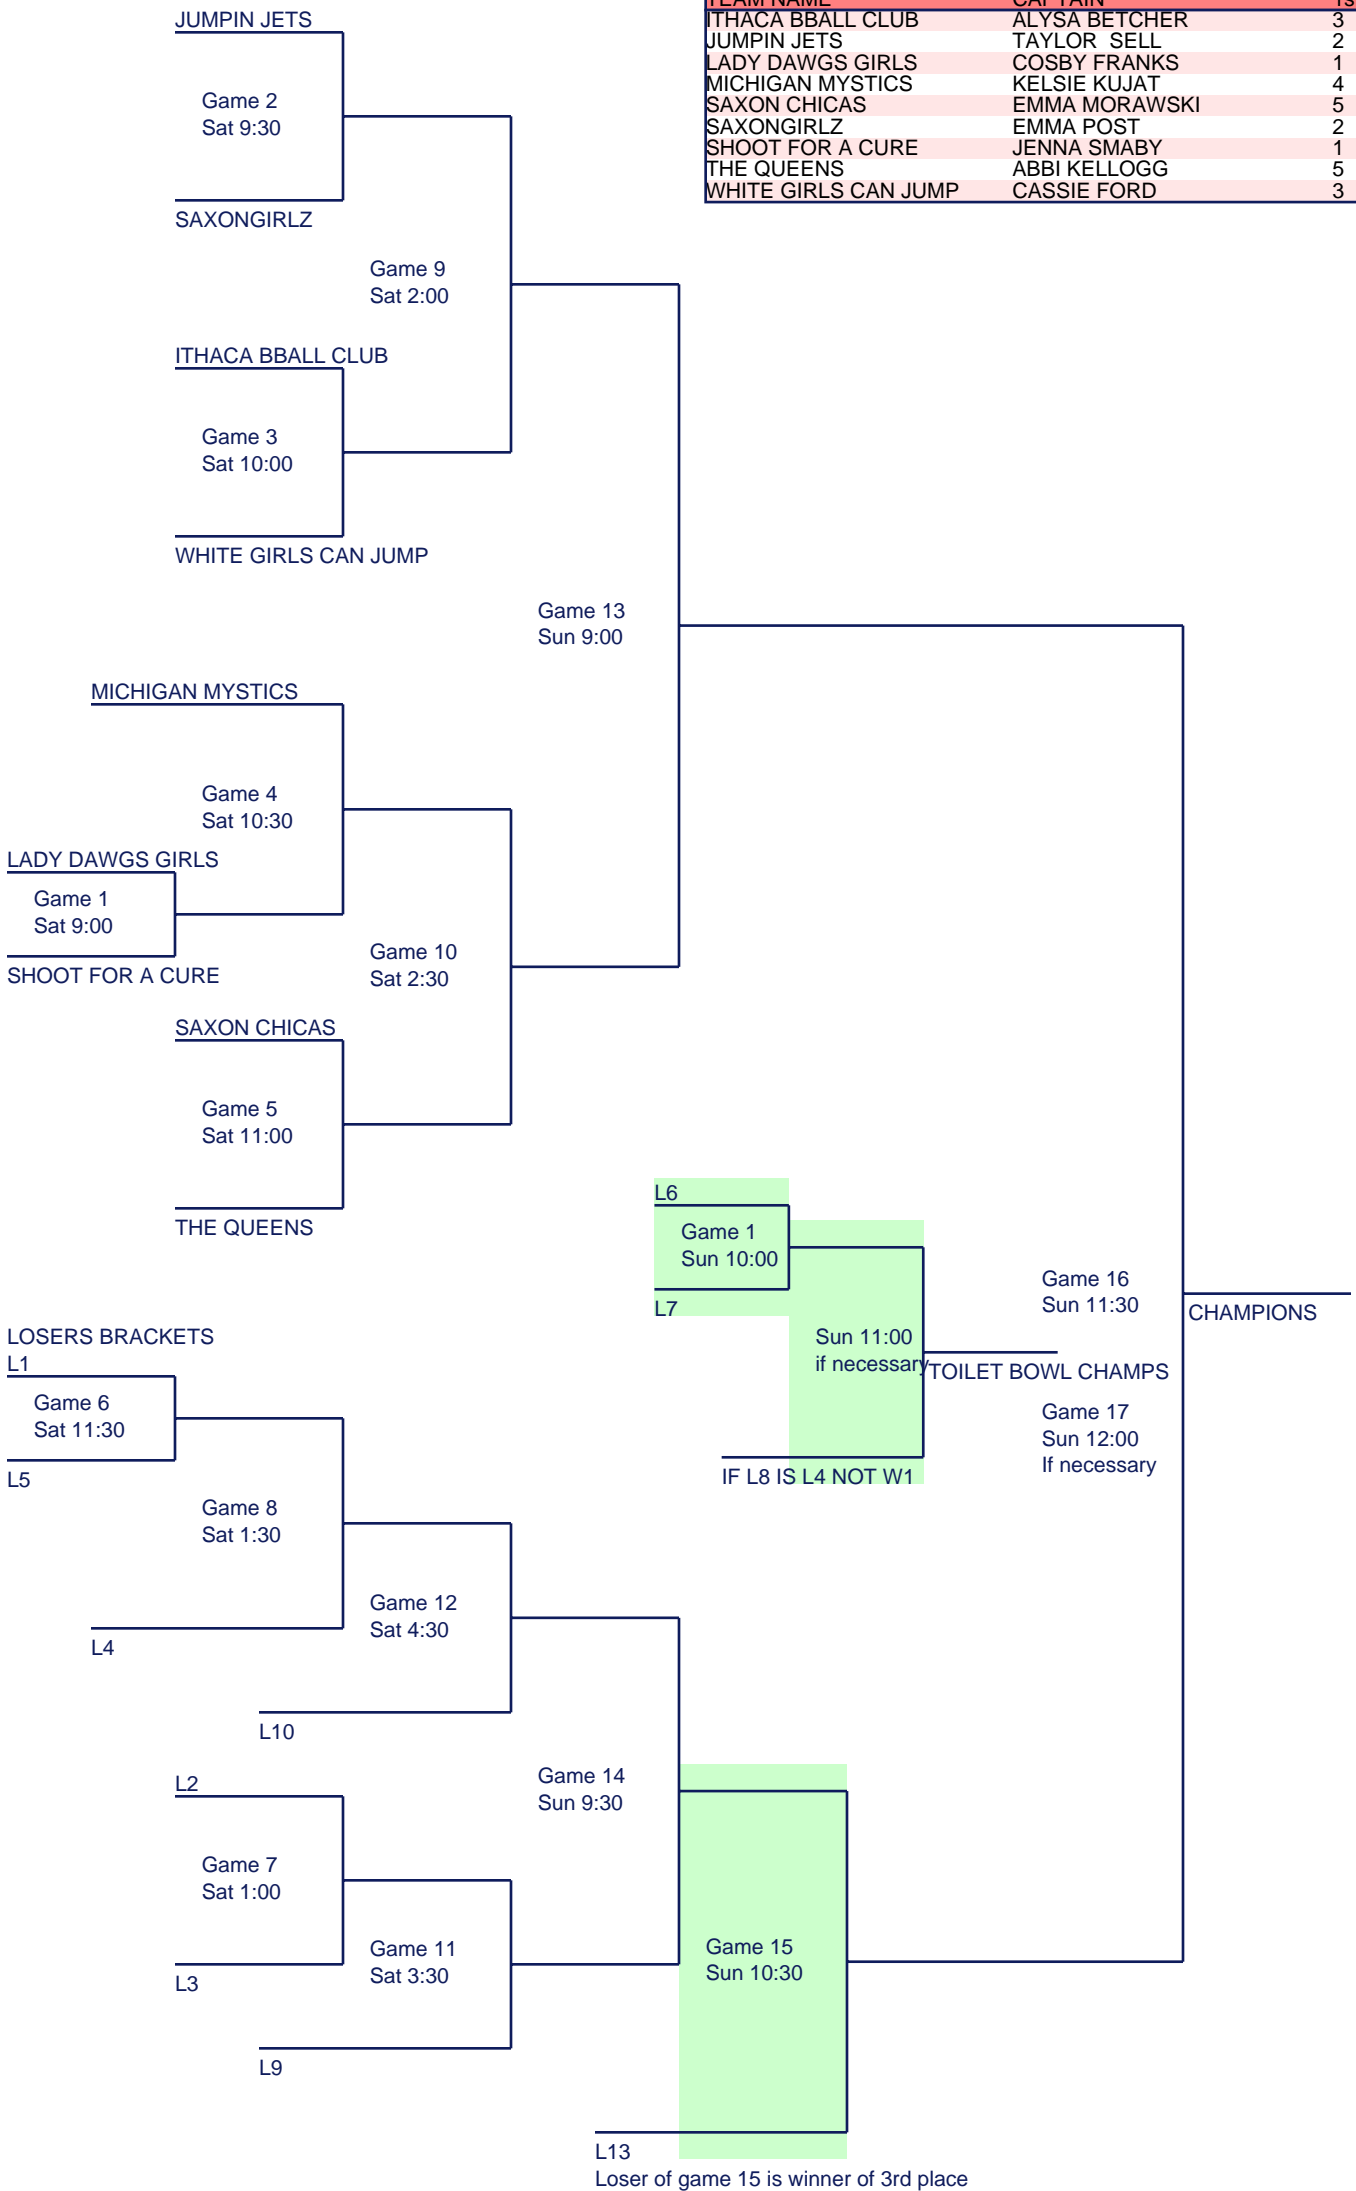 TEAM NAME CAPTAIN
ITHACA BBALL CLUB ALYSA BETCHER 3
JUMPIN JETS TAYLOR SELL 2
LADY DAWGS GIRLS COSBY FRANKS 1
MICHIGAN MYSTICS KELSIE KUJAT 4
SAXON CHICAS EMMA MORAWSKI 5
SAXONGIRLZ EMMA POST 2
SHOOT FOR A CURE JENNA SMABY 1
THE QUEENS ABBI KELLOGG 5
WHITE GIRLS CAN JUMP CASSIE FORD 3
JUMPIN JETS
Game 2
Sat 9:30
SAXONGIRLZ
Game 9
Sat 2:00
ITHACA BBALL CLUB
Game 3
Sat 10:00
WHITE GIRLS CAN JUMP
Game 13
Sun 9:00
MICHIGAN MYSTICS
Game 4
Sat 10:30
LADY DAWGS GIRLS
Game 1
Sat 9:00
SHOOT FOR A CURE
Game 10
Sat 2:30
SAXON CHICAS
Game 5
Sat 11:00
THE QUEENS
L6
Game 1
Sun 10:00
L7
Sun 11:00
if necessary
TOILET BOWL CHAMPS
IF L8 IS L4 NOT W1
Game 16
Sun 11:30
CHAMPIONS
Game 17
Sun 12:00
If necessary
LOSERS BRACKETS
L1
Game 6
Sat 11:30
L5
Game 8
Sat 1:30
L4
Game 12
Sat 4:30
L10
Game 14
Sun 9:30
L2
Game 7
Sat 1:00
L3
Game 11
Sat 3:30
L9
Game 15
Sun 10:30
L13
Loser of game 15 is winner of 3rd place